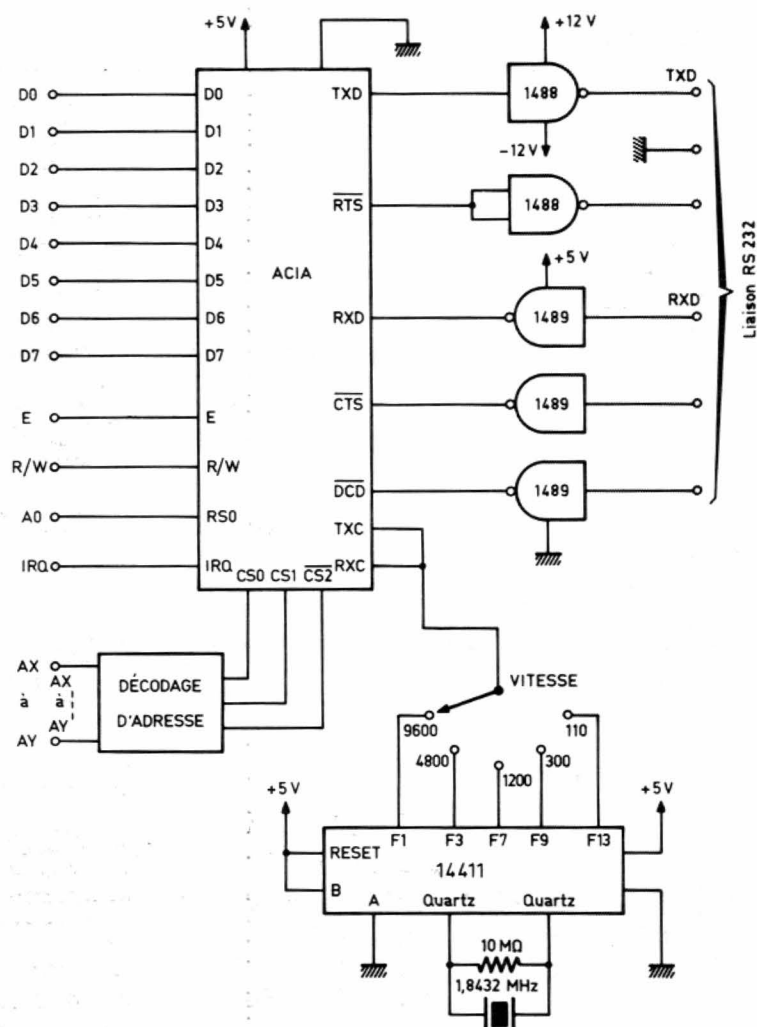 +5V
+12 V
D0 D0 TXD 1488 TXD
D1 D1
D2 D2 -12 V
D3 D3 RTS 1488
D4 D4
ACIA +5 V
D5 D5
D6 D6 RXD 1489 RXD
D7 D7
E E CTS 1489
R/W R/W
A0 RS0 DCD 1489
TXC
IRQ IRQ CS0 CS1 CS2 RXC
Liaison RS 232
AX AX
à à
AY AY
DÉCODAGE
D'ADRESSE
VITESSE
9600 4800 1200 300 110
+5 V +5 V
F1 F3 F7 F9 F13
RESET
14411
B A Quartz Quartz
10 MΩ
1,8432 MHz